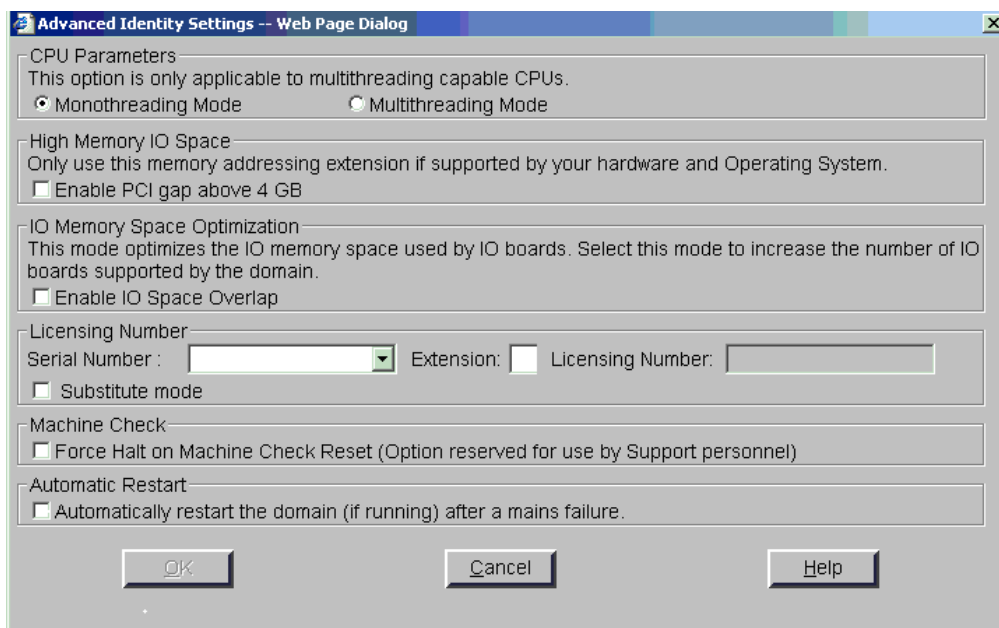 Advanced Identity Settings -- Web Page Dialog
CPU Parameters
This option is only applicable to multithreading capable CPUs.
Monothreading Mode Multithreading Mode
High Memory IO Space
Only use this memory addressing extension if supported by your hardware and Operating System.
Enable PCI gap above 4 GB
IO Memory Space Optimization
This mode optimizes the IO memory space used by IO boards. Select this mode to increase the number of IO
boards supported by the domain.
Enable IO Space Overlap
Licensing Number
Serial Number : Extension: Licensing Number:
Substitute mode
Machine Check
Force Halt on Machine Check Reset (Option reserved for use by Support personnel)
Automatic Restart
Automatically restart the domain (if running) after a mains failure.
OK Cancel Help